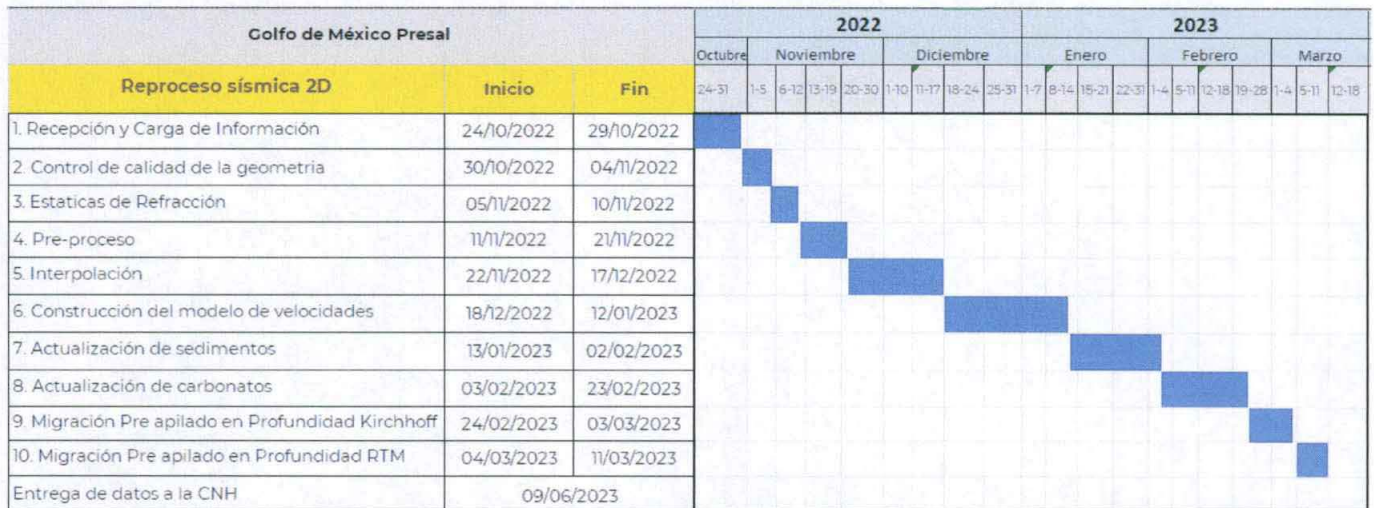 Golfo de México Presal
2022 2023
Octubre Noviembre Diciembre Enero Febrero Marzo
Reproceso sísmica 2D Inicio Fin 24-31 1-5 6-12 13-19 20-30 1-10 11-17 18-24 25-31 1-7 8-14 15-21 22-31 1-4 5-11 12-18 19-28 1-4 5-11 12-18
1. Recepción y Carga de Información 24/10/2022 29/10/2022
2. Control de calidad de la geometria 30/10/2022 04/11/2022
3. Estaticas de Refracción 05/11/2022 10/11/2022
4. Pre-proceso 11/11/2022 21/11/2022
5. Interpolación 22/11/2022 17/12/2022
6. Construcción del modelo de velocidades 18/12/2022 12/01/2023
7. Actualización de sedimentos 13/01/2023 02/02/2023
8. Actualización de carbonatos 03/02/2023 23/02/2023
9. Migración Pre apilado en Profundidad Kirchhoff 24/02/2023 03/03/2023
10. Migración Pre apilado en Profundidad RTM 04/03/2023 11/03/2023
Entrega de datos a la CNH 09/06/2023